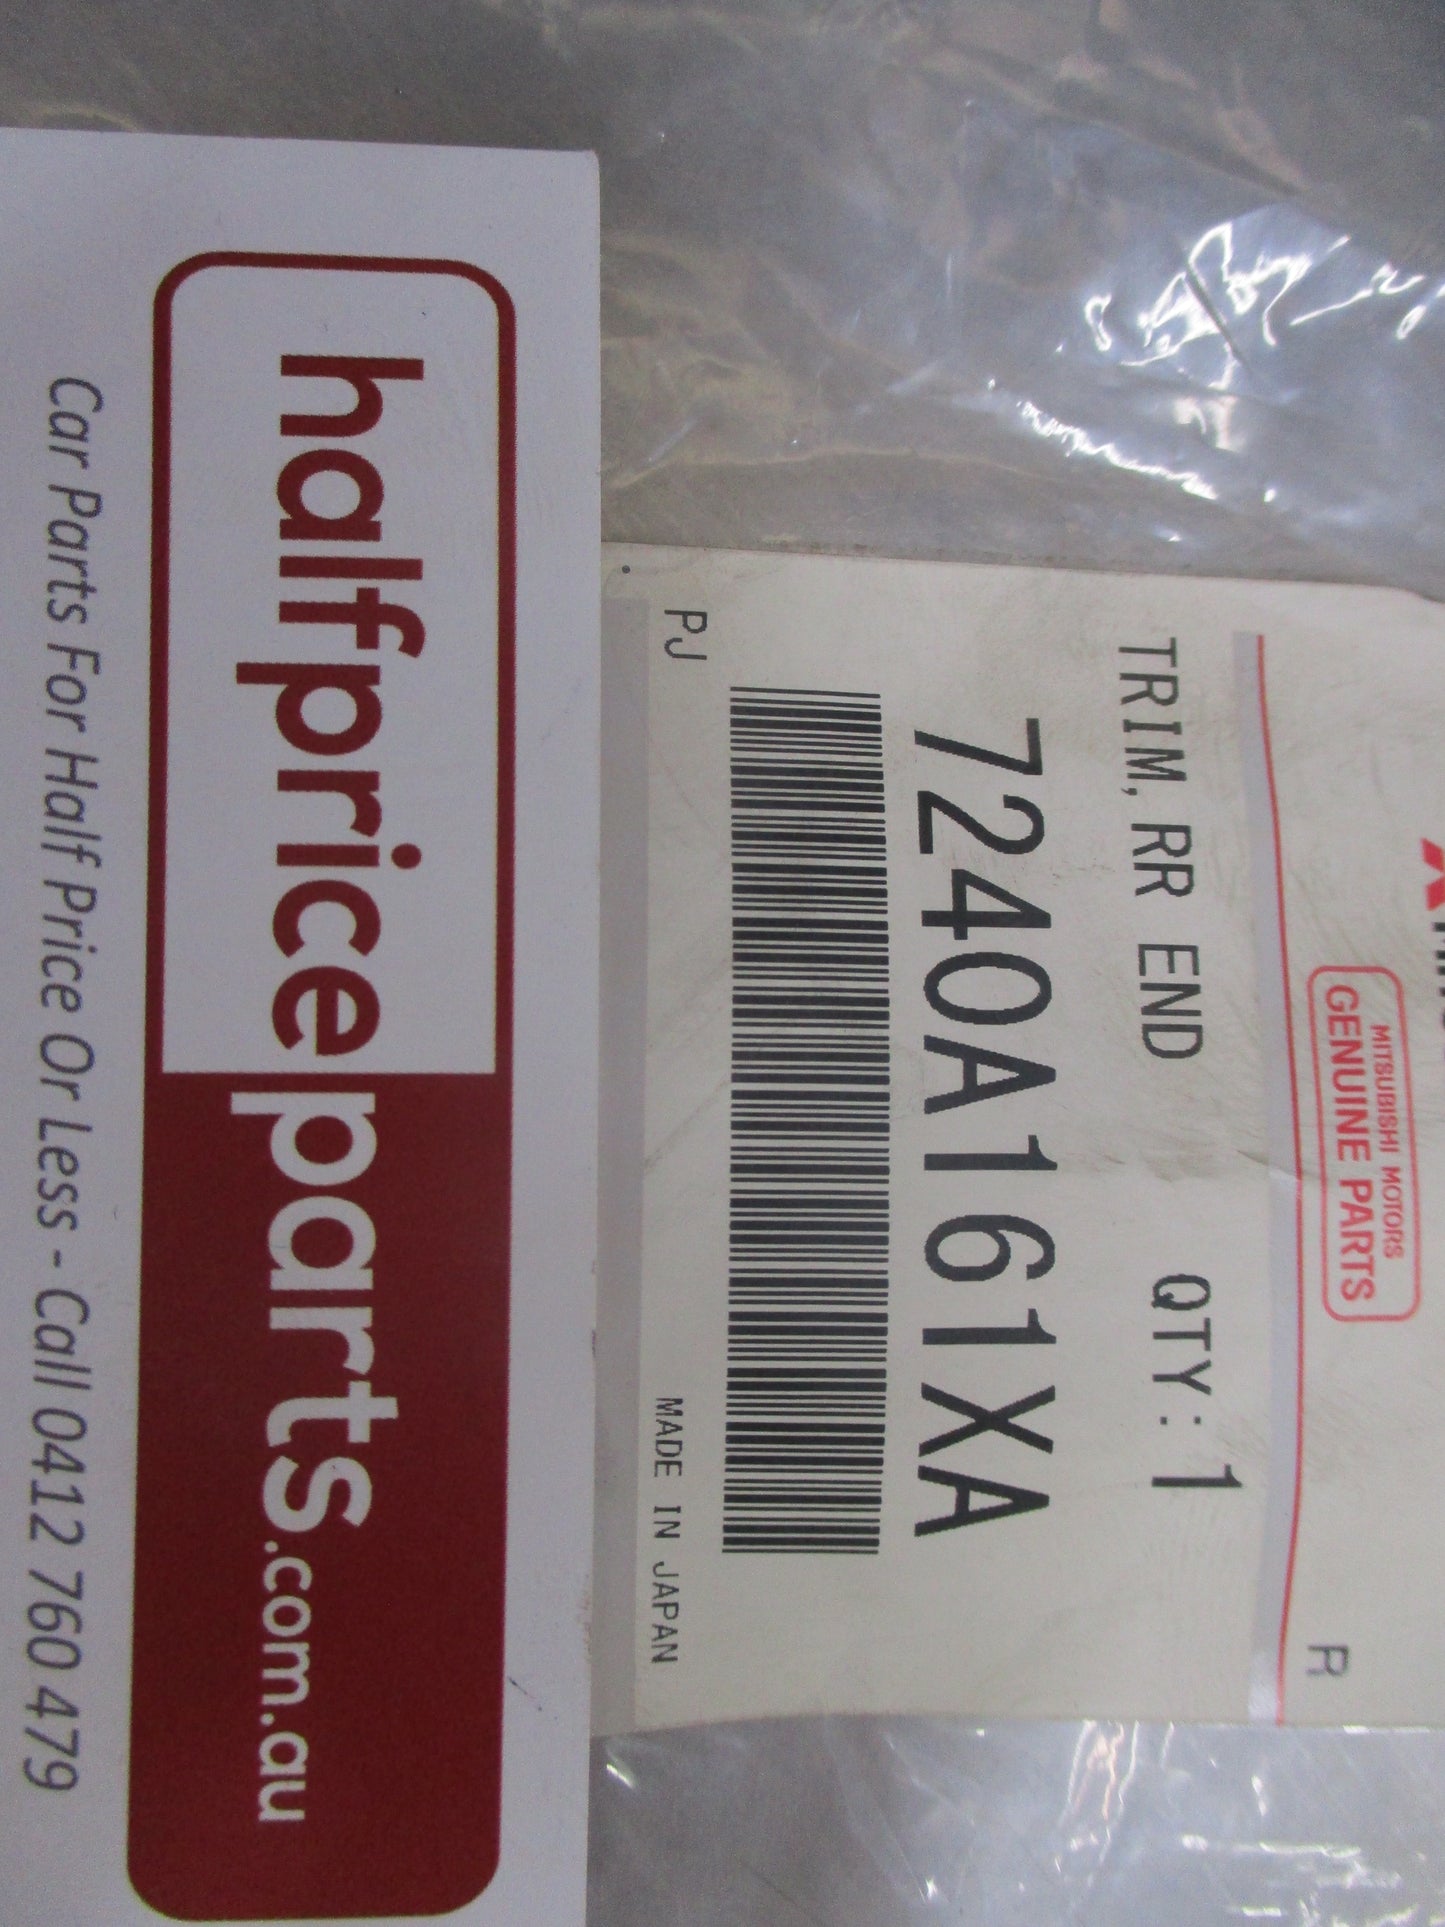 MITSUBISHI MOTORS
GENUINE PARTS
R
TRIM, RR END QTY: 1
7240A161XA
PJ
MADE IN JAPAN
halfpriceparts.com.au
Car Parts For Half Price Or Less - Call 0412 760 479